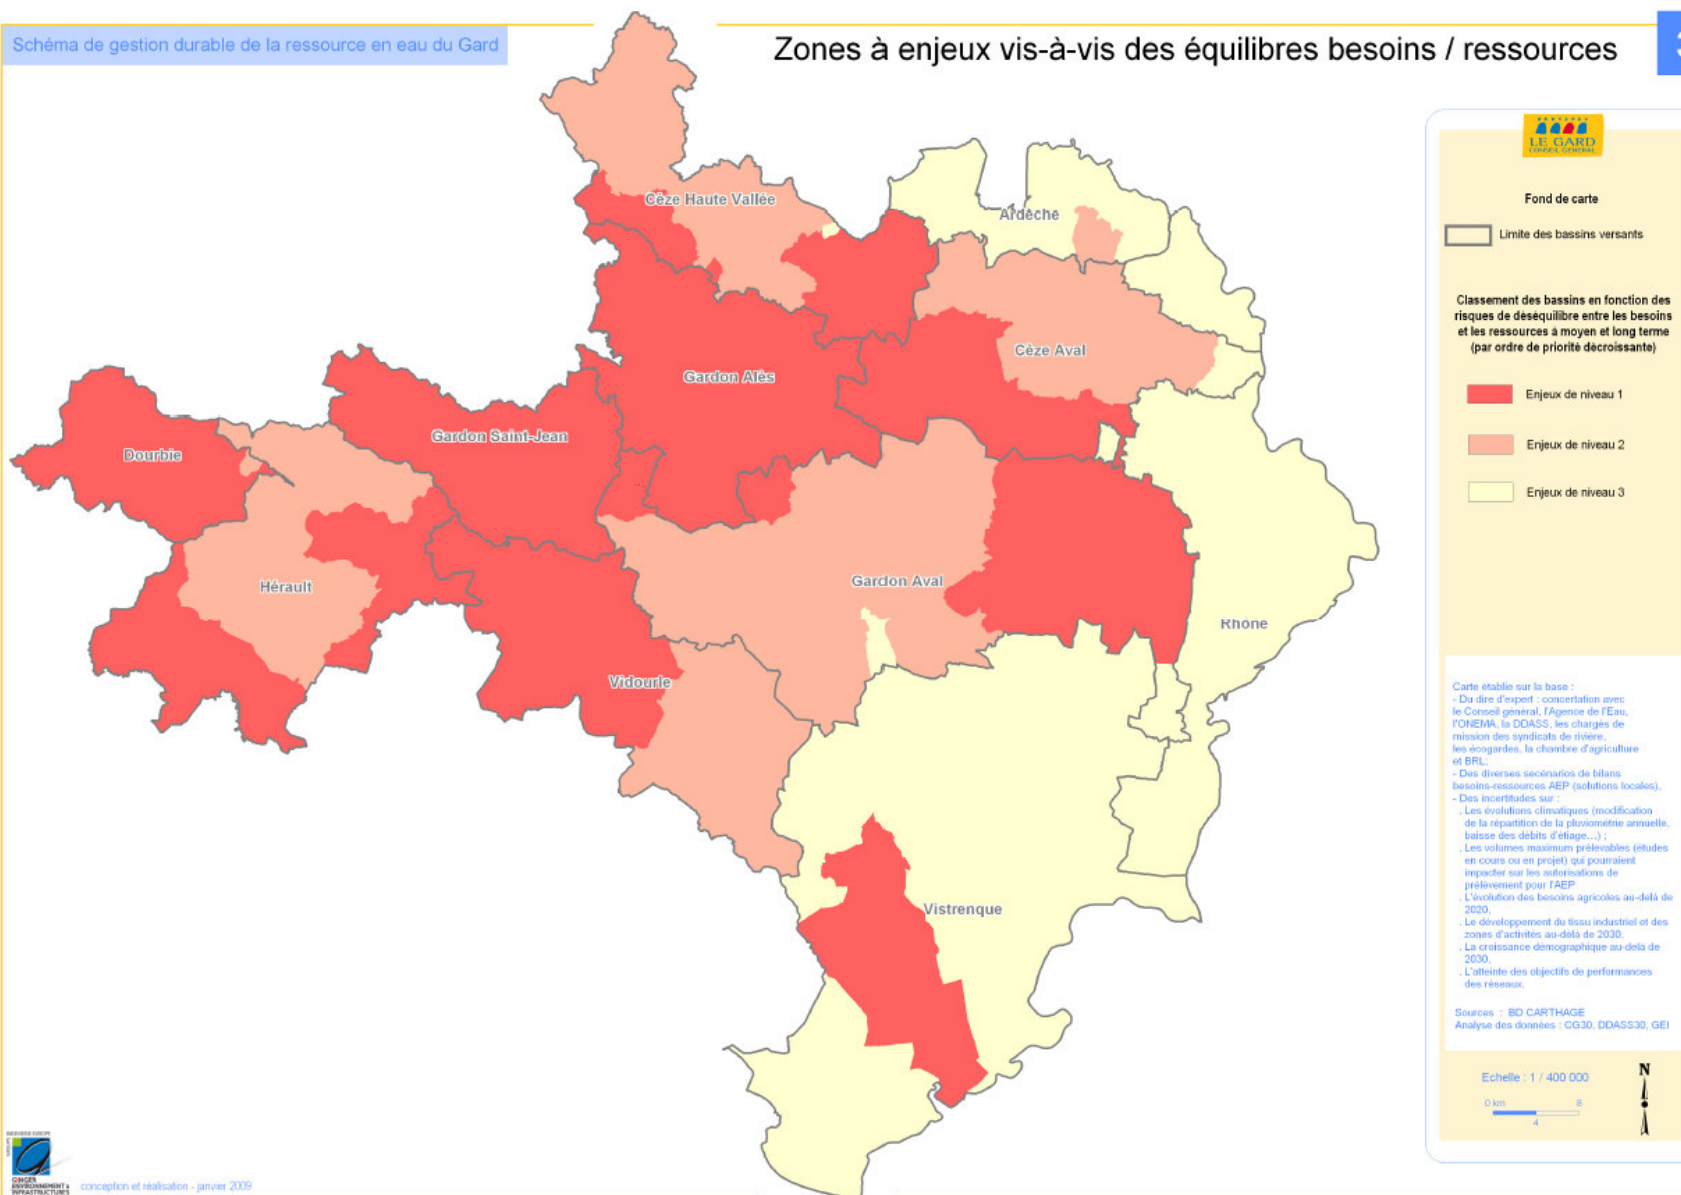 Schéma de gestion durable de la ressource en eau du Gard
Zones à enjeux vis-à-vis des équilibres besoins / ressources
Cèze Haute Vallée
Ardèche
Cèze Aval
Gardon Alès
Gardon Saint-Jean
Dourbie
Hérault
Gardon Aval
Rhône
Vidourle
Vistrenque
LE GARD
CONSEIL GENERAL
Fond de carte
Limite des bassins versants
Classement des bassins en fonction des
risques de déséquilibre entre les besoins
et les ressources à moyen et long terme
(par ordre de priorité décroissante)
Enjeux de niveau 1
Enjeux de niveau 2
Enjeux de niveau 3
Carte établie sur la base :
- Du dire d'expert : concertation avec
le Conseil général, l'Agence de l'Eau,
l'ONEMA, la DDASS, les chargés de
mission des syndicats de rivière,
les écogardes, la chambre d'agriculture
et BRL;
- Des diverses secénarios de bilans
besoins-ressources AEP (solutions locales),
- Des incertitudes sur :
. Les évolutions climatiques (modification
de la répartition de la pluviométrie annuelle,
baisse des débits d'étiage...) ;
. Les volumes maximum prélevables (études
en cours ou en projet) qui pourraient
impacter sur les autorisations de
prélèvement pour l'AEP
. L'évolution des besoins agricoles au-delà de
2020,
. Le développement du tissu industriel et des
zones d'activités au-delà de 2030,
. La croissance démographique au-delà de
2030,
. L'atteinte des objectifs de performances
des réseaux.
Sources : BD CARTHAGE
Analyse des données : CG30, DDASS30, GEI
Echelle : 1 / 400 000
0 km 8
4
N
GINGER
ENVIRONNEMENT &
INFRASTRUCTURES
conception et réalisation - janvier 2009